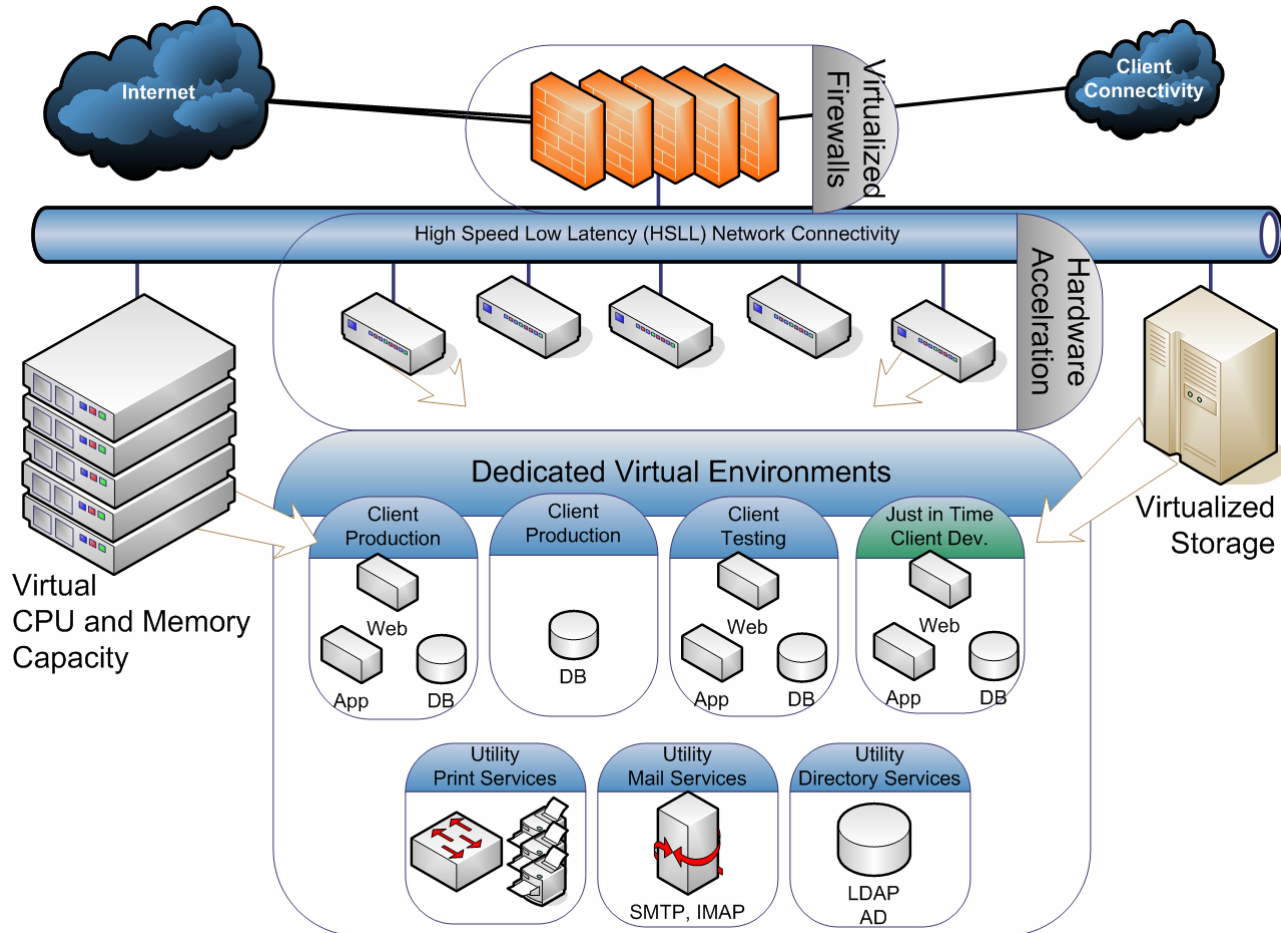 Internet
Virtualized
Firewalls
Client
Connectivity
High Speed Low Latency (HSLL) Network Connectivity
Hardware
Accelration
Dedicated Virtual Environments
Client
Production
Web
App
DB
Client
Production
DB
Client
Testing
Web
App
DB
Just in Time
Client Dev.
Web
App
DB
Virtual
CPU and Memory
Capacity
Virtualized
Storage
Utility
Print Services
Utility
Mail Services
SMTP, IMAP
Utility
Directory Services
LDAP
AD